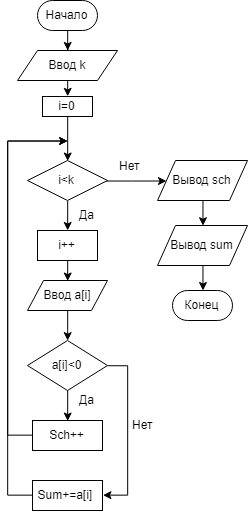 Начало
Ввод k
i=0
i<k
Нет
Вывод sch
Да
i++
Вывод sum
Ввод a[i]
Конец
a[i]<0
Да
Нет
Sch++
Sum+=a[i]